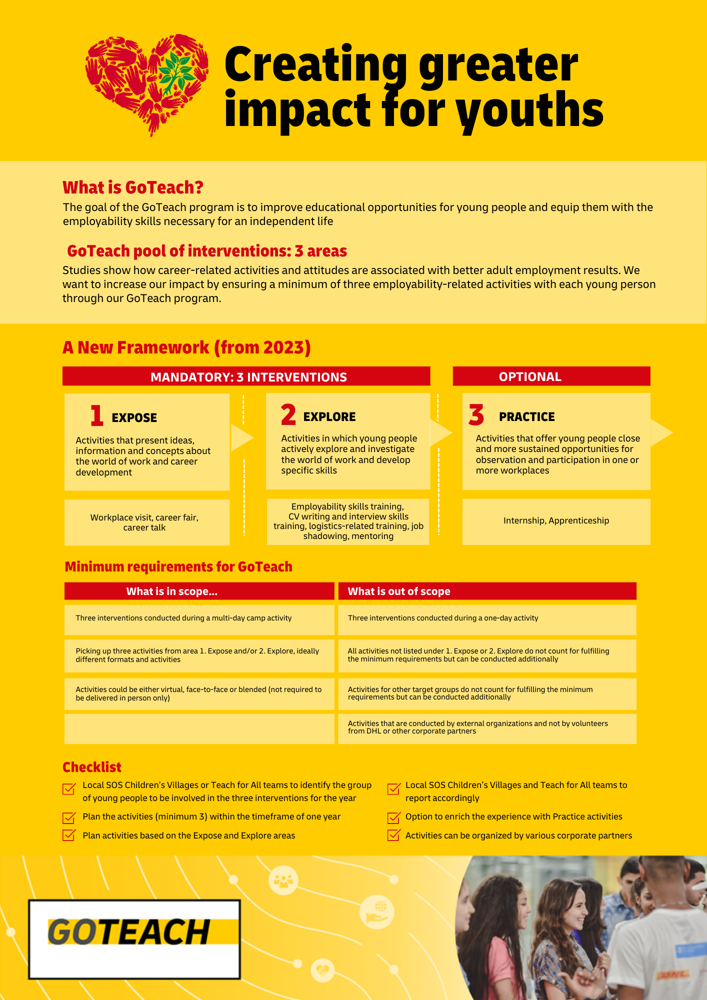 Creating greater
impact for youths
What is GoTeach?
The goal of the GoTeach program is to improve educational opportunities for young people and equip them with the
employability skills necessary for an independent life
GoTeach pool of interventions: 3 areas
Studies show how career-related activities and attitudes are associated with better adult employment results. We
want to increase our impact by ensuring a minimum of three employability-related activities with each young person
through our GoTeach program.
A New Framework (from 2023)
MANDATORY: 3 INTERVENTIONS
OPTIONAL
1 EXPOSE
Activities that present ideas,
information and concepts about
the world of work and career
development
Workplace visit, career fair,
career talk
2 EXPLORE
Activities in which young people
actively explore and investigate
the world of work and develop
specific skills
Employability skills training,
CV writing and interview skills
training, logistics-related training, job
shadowing, mentoring
3 PRACTICE
Activities that offer young people close
and more sustained opportunities for
observation and participation in one or
more workplaces
Internship, Apprenticeship
Minimum requirements for GoTeach
What is in scope...
What is out of scope
Three interventions conducted during a multi-day camp activity
Three interventions conducted during a one-day activity
Picking up three activities from area 1. Expose and/or 2. Explore, ideally
different formats and activities
All activities not listed under 1. Expose or 2. Explore do not count for fulfilling
the minimum requirements but can be conducted additionally
Activities could be either virtual, face-to-face or blended (not required to
be delivered in person only)
Activities for other target groups do not count for fulfilling the minimum
requirements but can be conducted additionally
Activities that are conducted by external organizations and not by volunteers
from DHL or other corporate partners
Checklist
Local SOS Children's Villages or Teach for All teams to identify the group
of young people to be involved in the three interventions for the year
Plan the activities (minimum 3) within the timeframe of one year
Plan activities based on the Expose and Explore areas
Local SOS Children's Villages and Teach for All teams to
report accordingly
Option to enrich the experience with Practice activities
Activities can be organized by various corporate partners
GOTEACH